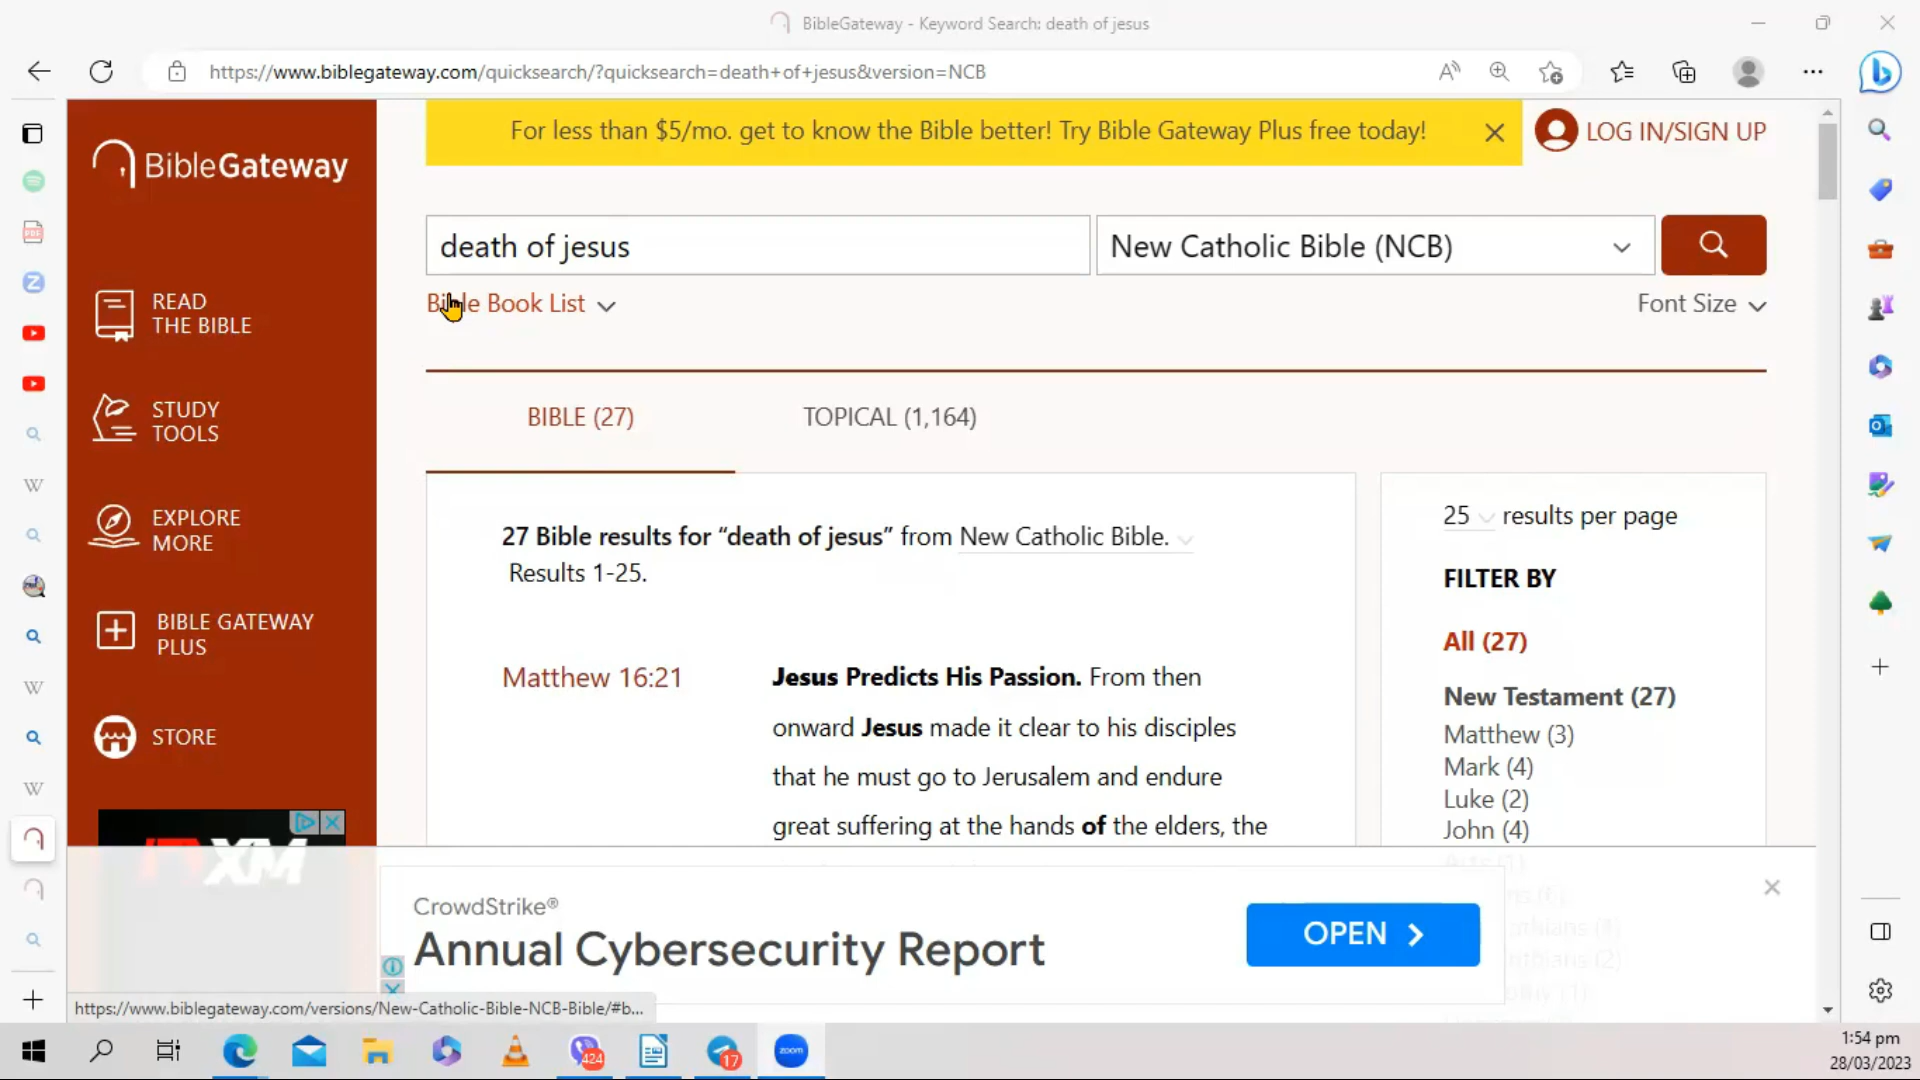 BibleGateway - Keyword Search: death of jesus
https://www.biblegateway.com/quicksearch/?quicksearch=death+of+jesus&version=NCB
For less than $5/mo. get to know the Bible better! Try Bible Gateway Plus free today!
LOG IN/SIGN UP
BibleGateway
death of jesus
New Catholic Bible (NCB)
Bible Book List
Font Size
READ
THE BIBLE
STUDY
TOOLS
EXPLORE
MORE
BIBLE GATEWAY
PLUS
STORE
BIBLE (27)
TOPICAL (1,164)
27 Bible results for “death of jesus” from New Catholic Bible.
Results 1-25.
Matthew 16:21
Jesus Predicts His Passion. From then
onward Jesus made it clear to his disciples
that he must go to Jerusalem and endure
great suffering at the hands of the elders, the
25 results per page
FILTER BY
All (27)
New Testament (27)
Matthew (3)
Mark (4)
Luke (2)
John (4)
Acts (1)
XM
CrowdStrike®
Annual Cybersecurity Report
OPEN
https://www.biblegateway.com/versions/New-Catholic-Bible-NCB-Bible/#b...
PDF
424
17
zoom
1:54 pm
28/03/2023